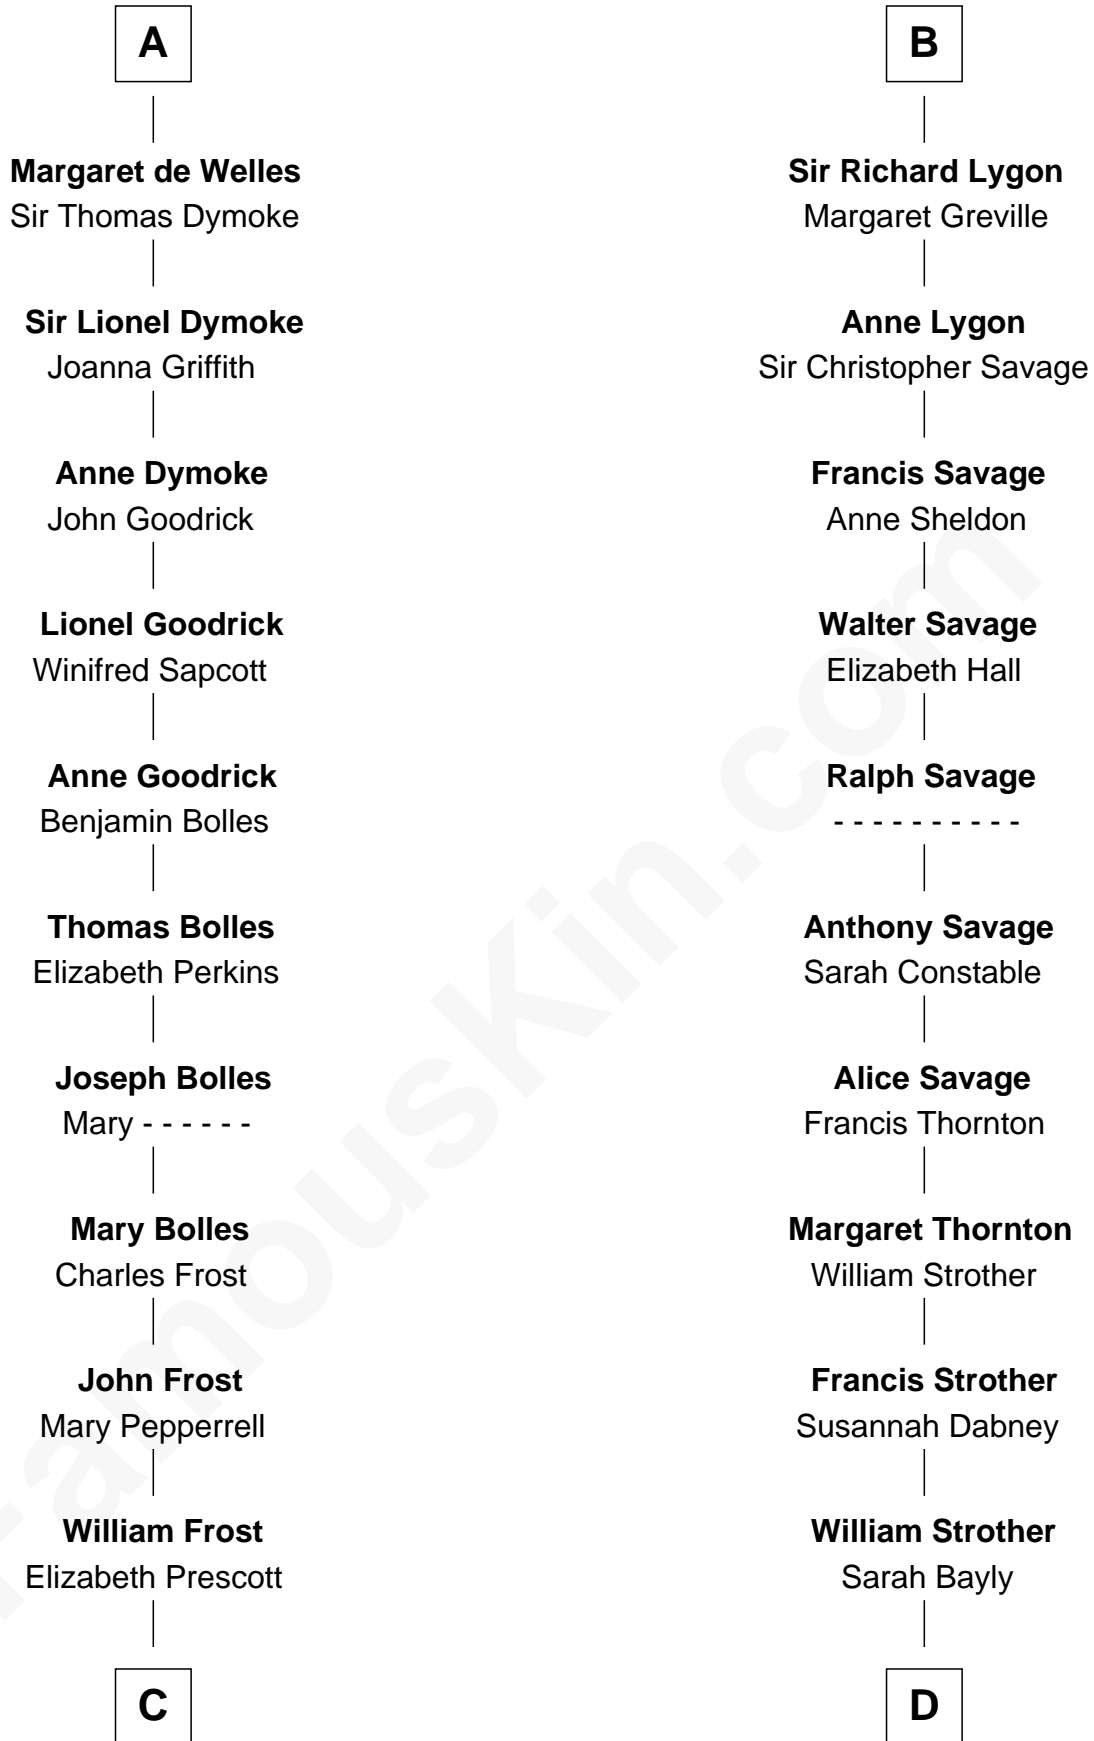 A
Margaret de Welles
Sir Thomas Dymoke
Sir Lionel Dymoke
Joanna Griffith
Anne Dymoke
John Goodrick
Lionel Goodrick
Winifred Sapcott
Anne Goodrick
Benjamin Bolles
Thomas Bolles
Elizabeth Perkins
Joseph Bolles
Mary - - - - - -
Mary Bolles
Charles Frost
John Frost
Mary Pepperrell
William Frost
Elizabeth Prescott
C
B
Sir Richard Lygon
Margaret Greville
Anne Lygon
Sir Christopher Savage
Francis Savage
Anne Sheldon
Walter Savage
Elizabeth Hall
Ralph Savage
- - - - - - - - - -
Anthony Savage
Sarah Constable
Alice Savage
Francis Thornton
Margaret Thornton
William Strother
Francis Strother
Susannah Dabney
William Strother
Sarah Bayly
D
FamousKin.com